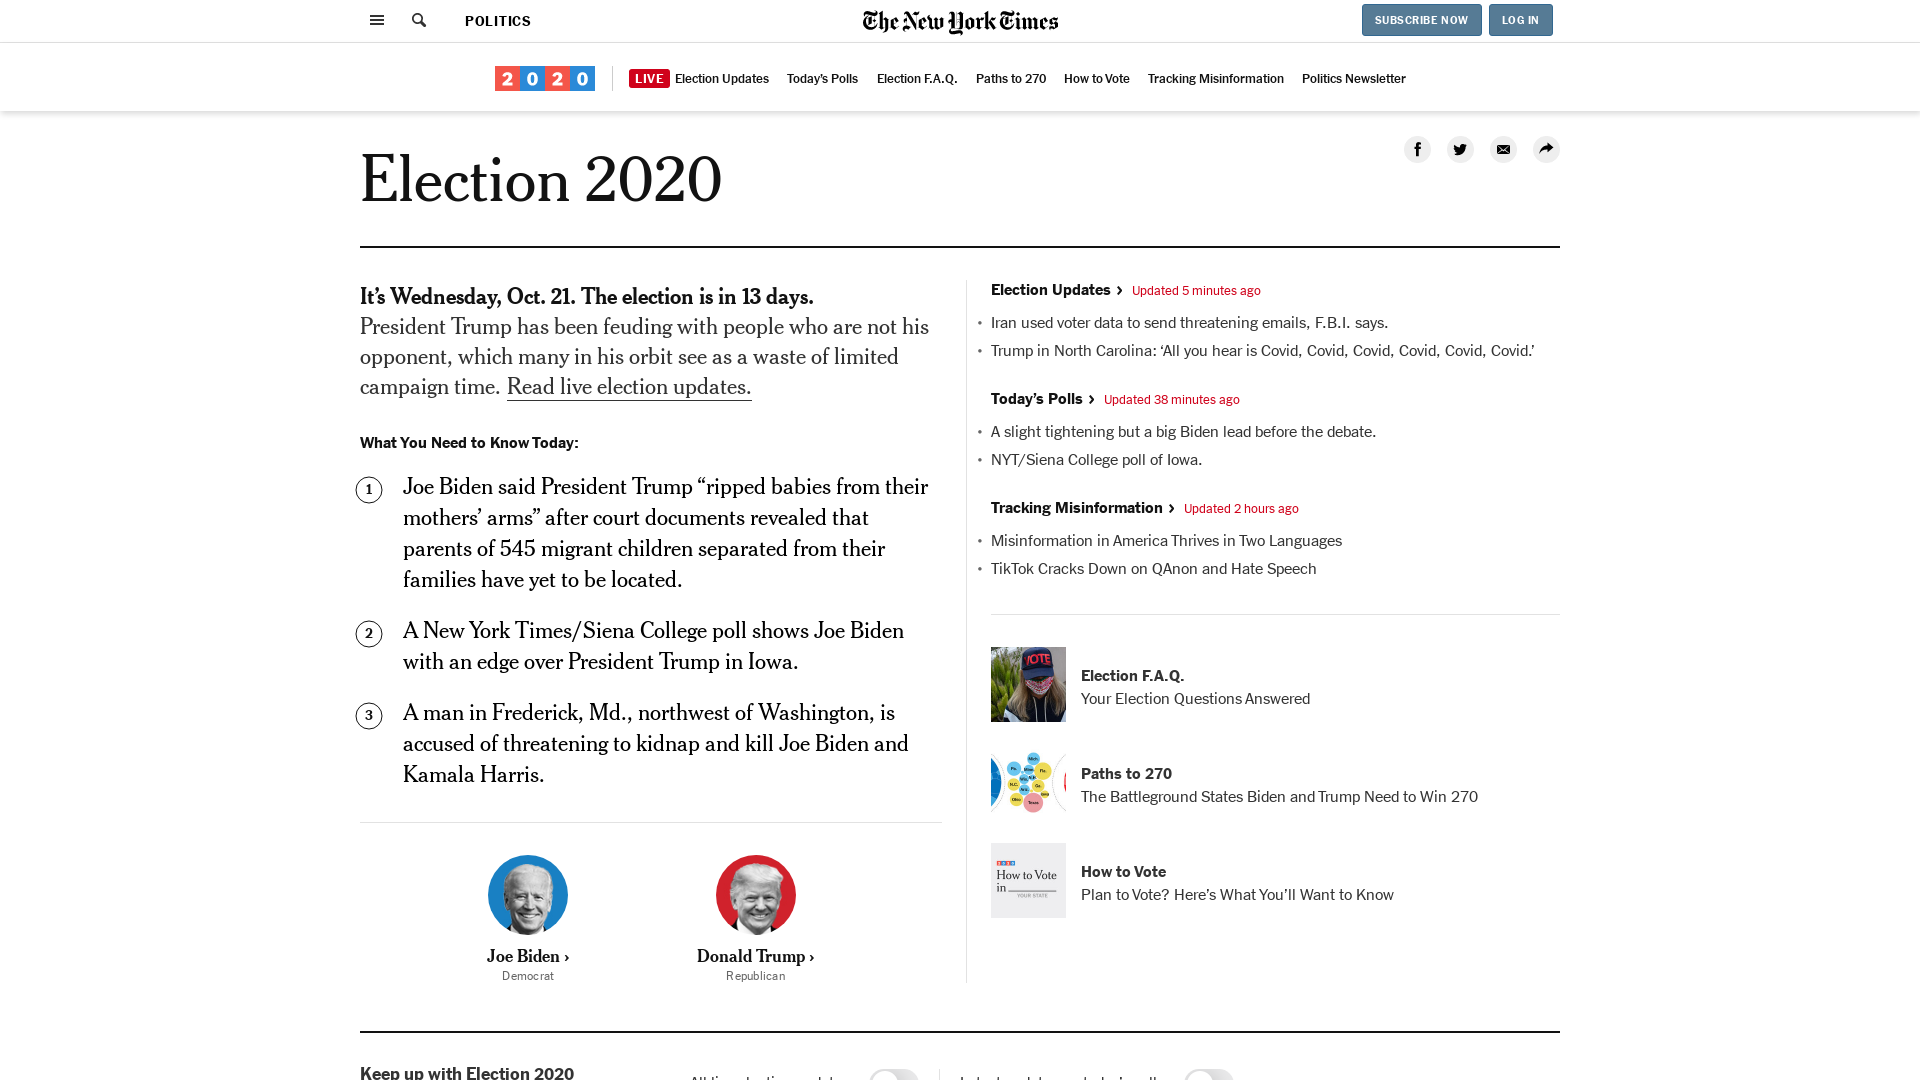 POLITICS
The New York Times
SUBSCRIBE NOW
LOG IN
2020
LIVE Election Updates
Today’s Polls
Election F.A.Q.
Paths to 270
How to Vote
Tracking Misinformation
Politics Newsletter
Election 2020
It’s Wednesday, Oct. 21. The election is in 13 days.
President Trump has been feuding with people who are not his
opponent, which many in his orbit see as a waste of limited
campaign time. Read live election updates.
What You Need to Know Today:
1 Joe Biden said President Trump “ripped babies from their
mothers’ arms” after court documents revealed that
parents of 545 migrant children separated from their
families have yet to be located.
2 A New York Times/Siena College poll shows Joe Biden
with an edge over President Trump in Iowa.
3 A man in Frederick, Md., northwest of Washington, is
accused of threatening to kidnap and kill Joe Biden and
Kamala Harris.
Joe Biden ›
Democrat
Donald Trump ›
Republican
Election Updates › Updated 5 minutes ago
• Iran used voter data to send threatening emails, F.B.I. says.
• Trump in North Carolina: ‘All you hear is Covid, Covid, Covid, Covid, Covid, Covid.’
Today’s Polls › Updated 38 minutes ago
• A slight tightening but a big Biden lead before the debate.
• NYT/Siena College poll of Iowa.
Tracking Misinformation › Updated 2 hours ago
• Misinformation in America Thrives in Two Languages
• TikTok Cracks Down on QAnon and Hate Speech
VOTE
Election F.A.Q.
Your Election Questions Answered
Paths to 270
The Battleground States Biden and Trump Need to Win 270
How to Vote
in
YOUR STATE
How to Vote
Plan to Vote? Here’s What You’ll Want to Know
Keep up with Election 2020